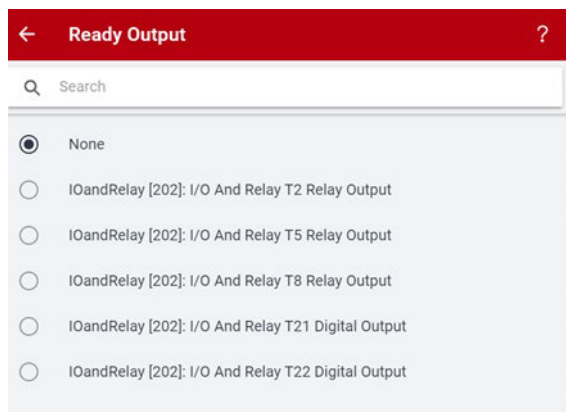 Ready Output
?
Search
None
IOandRelay [202]: I/O And Relay T2 Relay Output
IOandRelay [202]: I/O And Relay T5 Relay Output
IOandRelay [202]: I/O And Relay T8 Relay Output
IOandRelay [202]: I/O And Relay T21 Digital Output
IOandRelay [202]: I/O And Relay T22 Digital Output